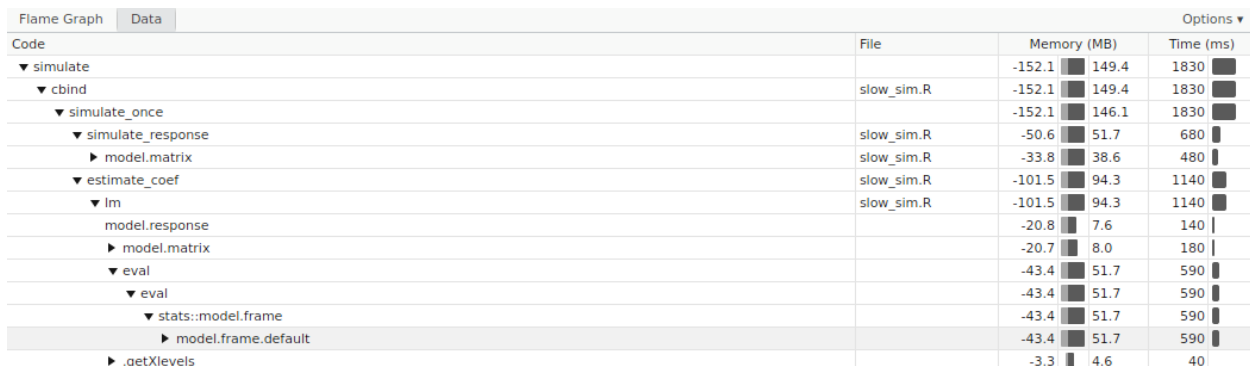 Flame Graph Data Options ▾
Code File Memory (MB) Time (ms)
▼ simulate -152.1 149.4 1830
▼ cbind slow_sim.R -152.1 149.4 1830
▼ simulate_once -152.1 146.1 1830
▼ simulate_response slow_sim.R -50.6 51.7 680
▶ model.matrix slow_sim.R -33.8 38.6 480
▼ estimate_coef slow_sim.R -101.5 94.3 1140
▼ lm slow_sim.R -101.5 94.3 1140
model.response -20.8 7.6 140
▶ model.matrix -20.7 8.0 180
▼ eval -43.4 51.7 590
▼ eval -43.4 51.7 590
▼ stats::model.frame -43.4 51.7 590
▶ model.frame.default -43.4 51.7 590
▶ .getXlevels -3.3 4.6 40